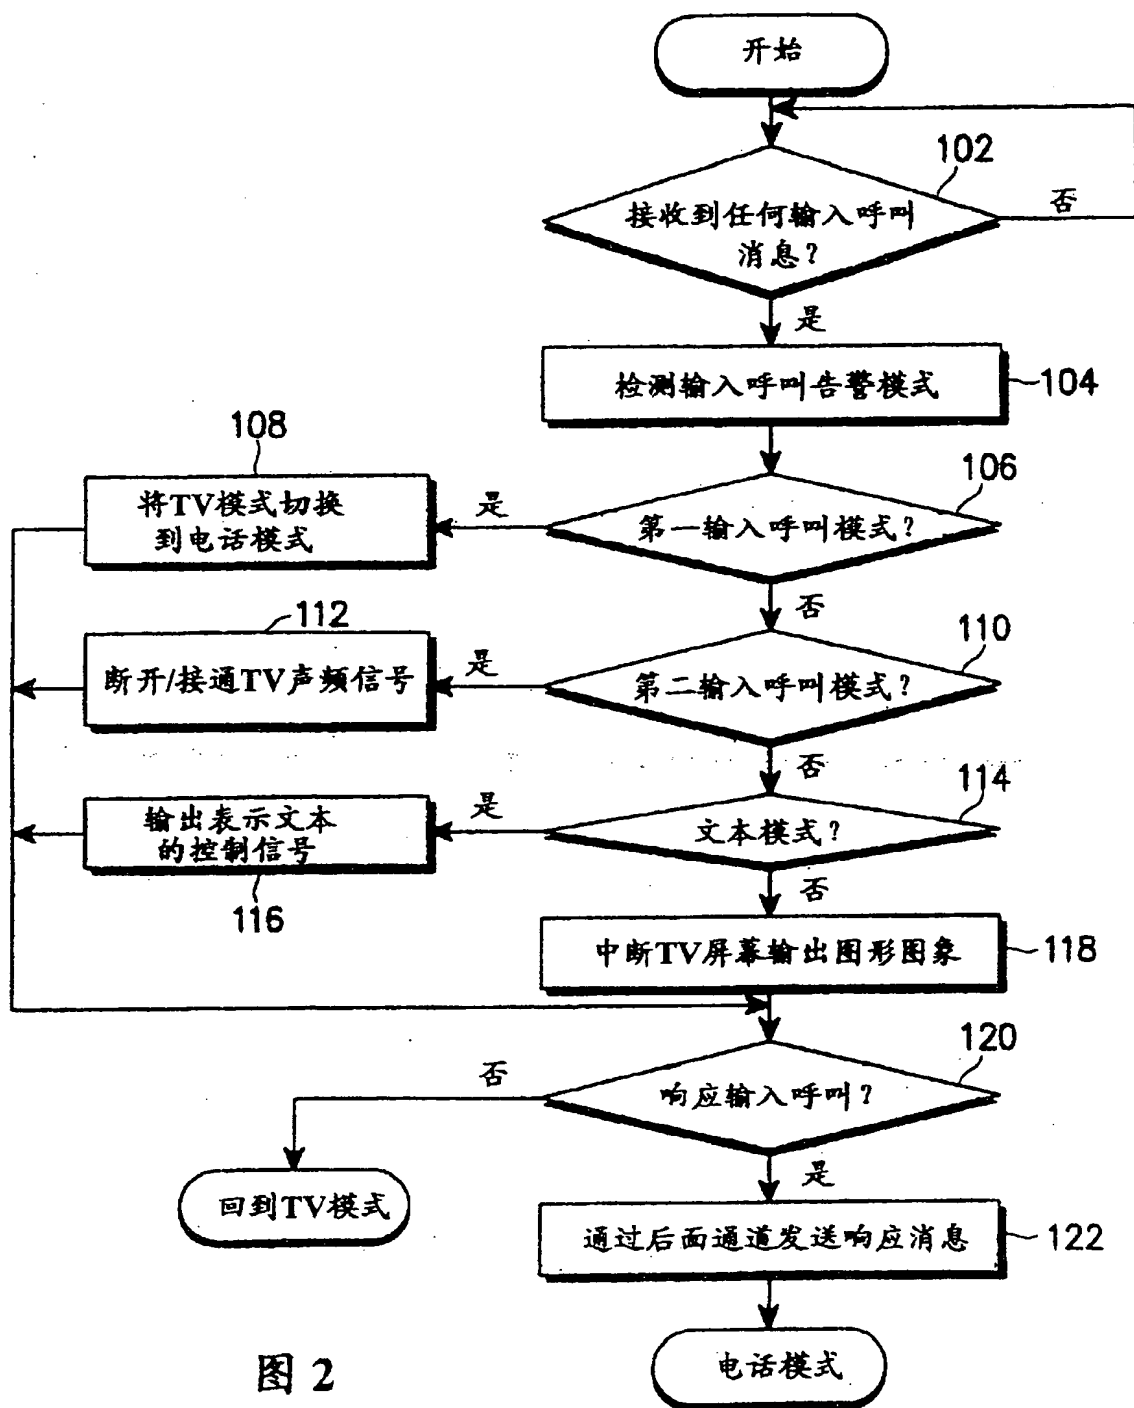 开始
102
接收到任何输入呼叫
消息?
否
是
检测输入呼叫告警模式
104
108
106
将TV模式切换
到电话模式
是
第一输入呼叫模式?
否
112
110
断开/接通TV声频信号
是
第二输入呼叫模式?
否
114
输出表示文本
的控制信号
是
文本模式?
116
否
中断TV屏幕输出图形图象
118
120
否
响应输入呼叫?
是
回到TV模式
通过后面通道发送响应消息
122
电话模式
图 2